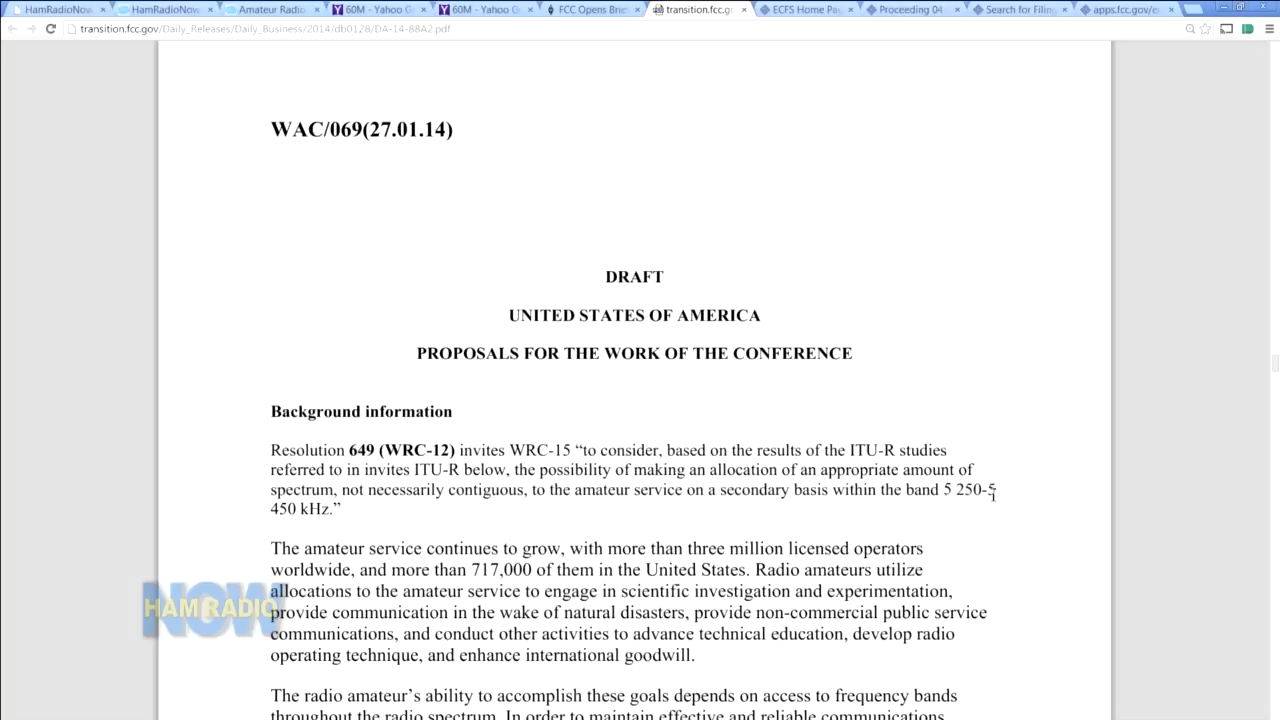 HamRadioNow
HamRadioNow
Amateur Radio
60M - Yahoo G
60M - Yahoo G
FCC Opens Brie
transition.fcc.g
ECFS Home Pa
Proceeding 04
Search for Filing
apps.fcc.gov/e
transition.fcc.gov/Daily_Releases/Daily_Business/2014/db0128/DA-14-88A2.pdf
WAC/069(27.01.14)
DRAFT
UNITED STATES OF AMERICA
PROPOSALS FOR THE WORK OF THE CONFERENCE
Background information
Resolution 649 (WRC-12) invites WRC-15 “to consider, based on the results of the ITU-R studies
referred to in invites ITU-R below, the possibility of making an allocation of an appropriate amount of
spectrum, not necessarily contiguous, to the amateur service on a secondary basis within the band 5 250-5
450 kHz.”
The amateur service continues to grow, with more than three million licensed operators
worldwide, and more than 717,000 of them in the United States. Radio amateurs utilize
allocations to the amateur service to engage in scientific investigation and experimentation,
provide communication in the wake of natural disasters, provide non-commercial public service
communications, and conduct other activities to advance technical education, develop radio
operating technique, and enhance international goodwill.
The radio amateur’s ability to accomplish these goals depends on access to frequency bands
throughout the radio spectrum. In order to maintain effective and reliable communications
HAM RADIO
NOW